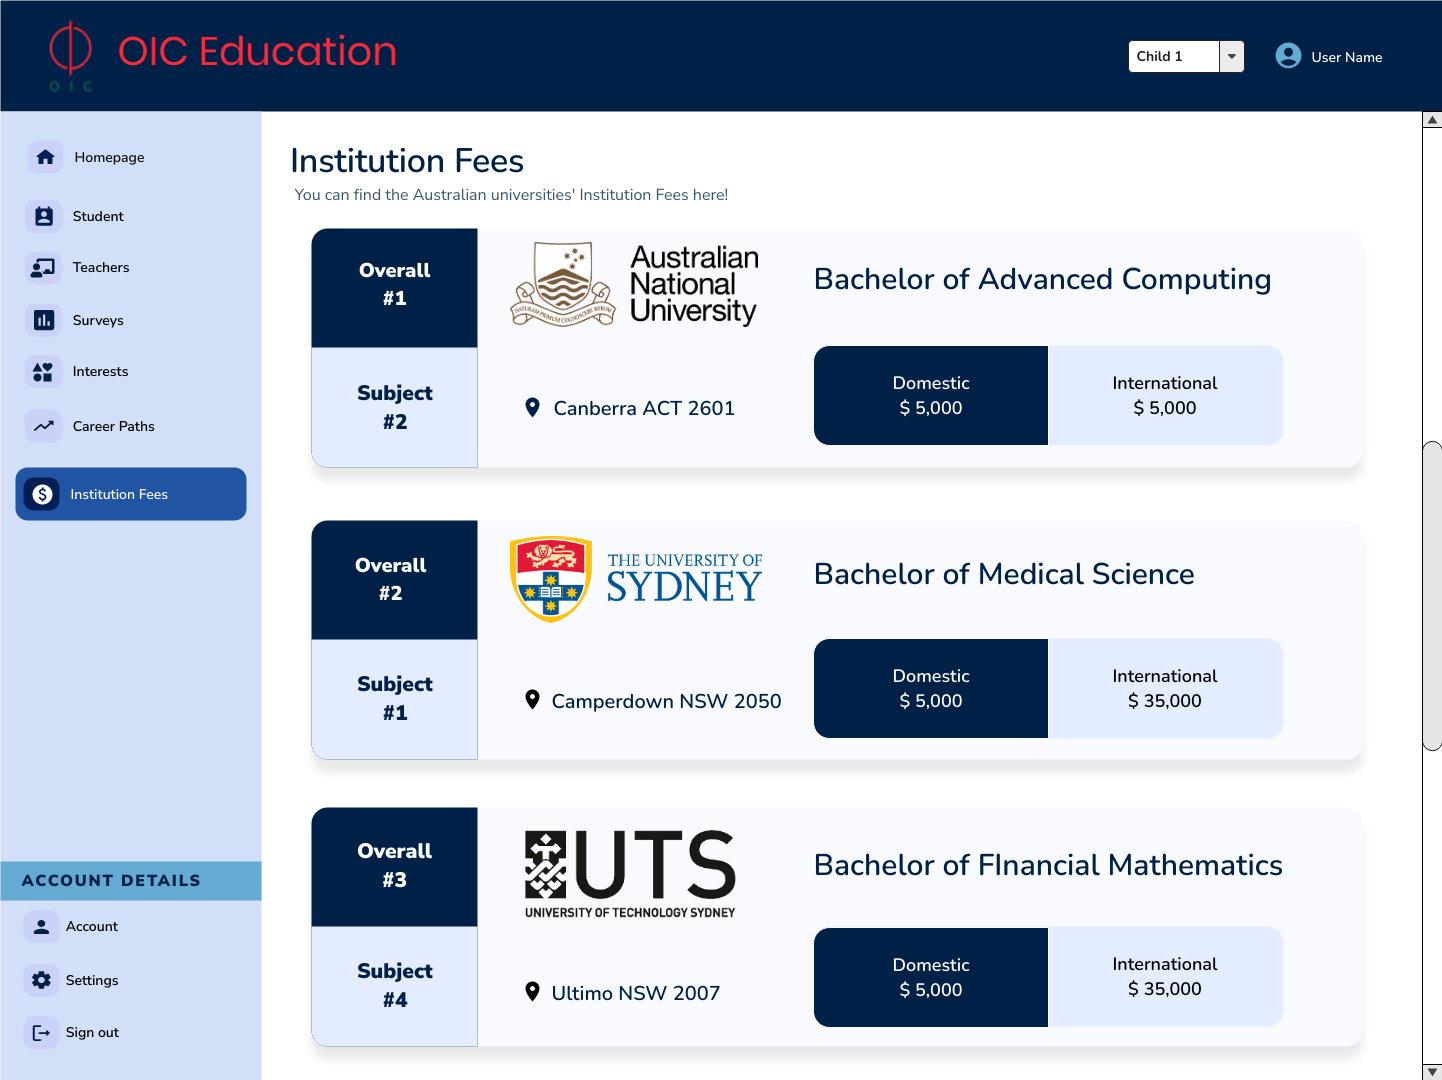 OIC
OIC Education
Child 1
User Name
Homepage
Student
Teachers
Surveys
Interests
Career Paths
Institution Fees
ACCOUNT DETAILS
Account
Settings
Sign out
Institution Fees
You can find the Australian universities' Institution Fees here!
Overall
#1
Subject
#2
NATURAM PRIMUM COGNOSCERE RERUM
Australian
National
University
Canberra ACT 2601
Bachelor of Advanced Computing
Domestic
$ 5,000
International
$ 5,000
Overall
#2
Subject
#1
THE UNIVERSITY OF
SYDNEY
Camperdown NSW 2050
Bachelor of Medical Science
Domestic
$ 5,000
International
$ 35,000
Overall
#3
Subject
#4
UTS
UNIVERSITY OF TECHNOLOGY SYDNEY
Ultimo NSW 2007
Bachelor of FInancial Mathematics
Domestic
$ 5,000
International
$ 35,000